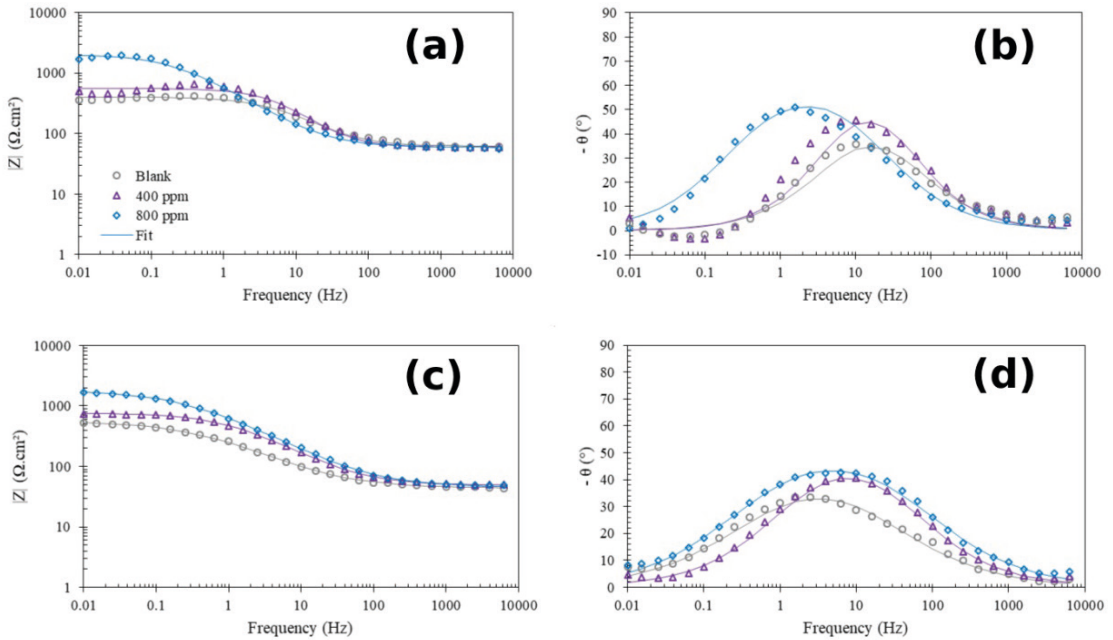 (a)
10000
1000
100
10
1
|Z| (Ω.cm²)
Blank
400 ppm
800 ppm
Fit
0.01 0.1 1 10 100 1000 10000
Frequency (Hz)
(b)
90
80
70
60
50
40
30
20
10
0
-10
- θ (°)
0.01 0.1 1 10 100 1000 10000
Frequency (Hz)
(c)
10000
1000
100
10
1
|Z| (Ω.cm²)
0.01 0.1 1 10 100 1000 10000
Frequency (Hz)
(d)
90
80
70
60
50
40
30
20
10
0
- θ (°)
0.01 0.1 1 10 100 1000 10000
Frequency (Hz)